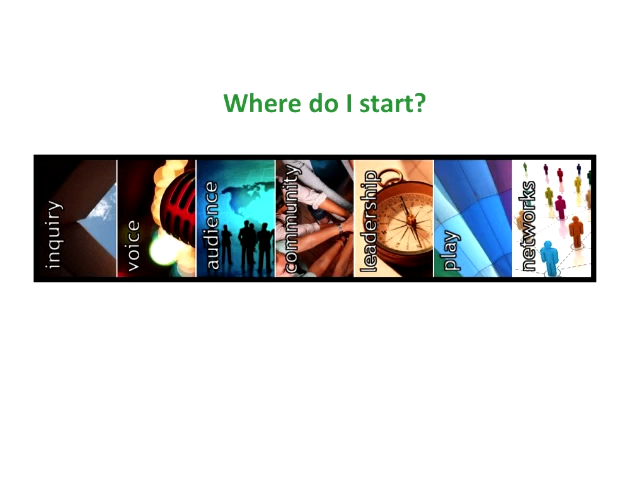 Where do I start?
inquiry
voice
audience
community
leadership
play
networks